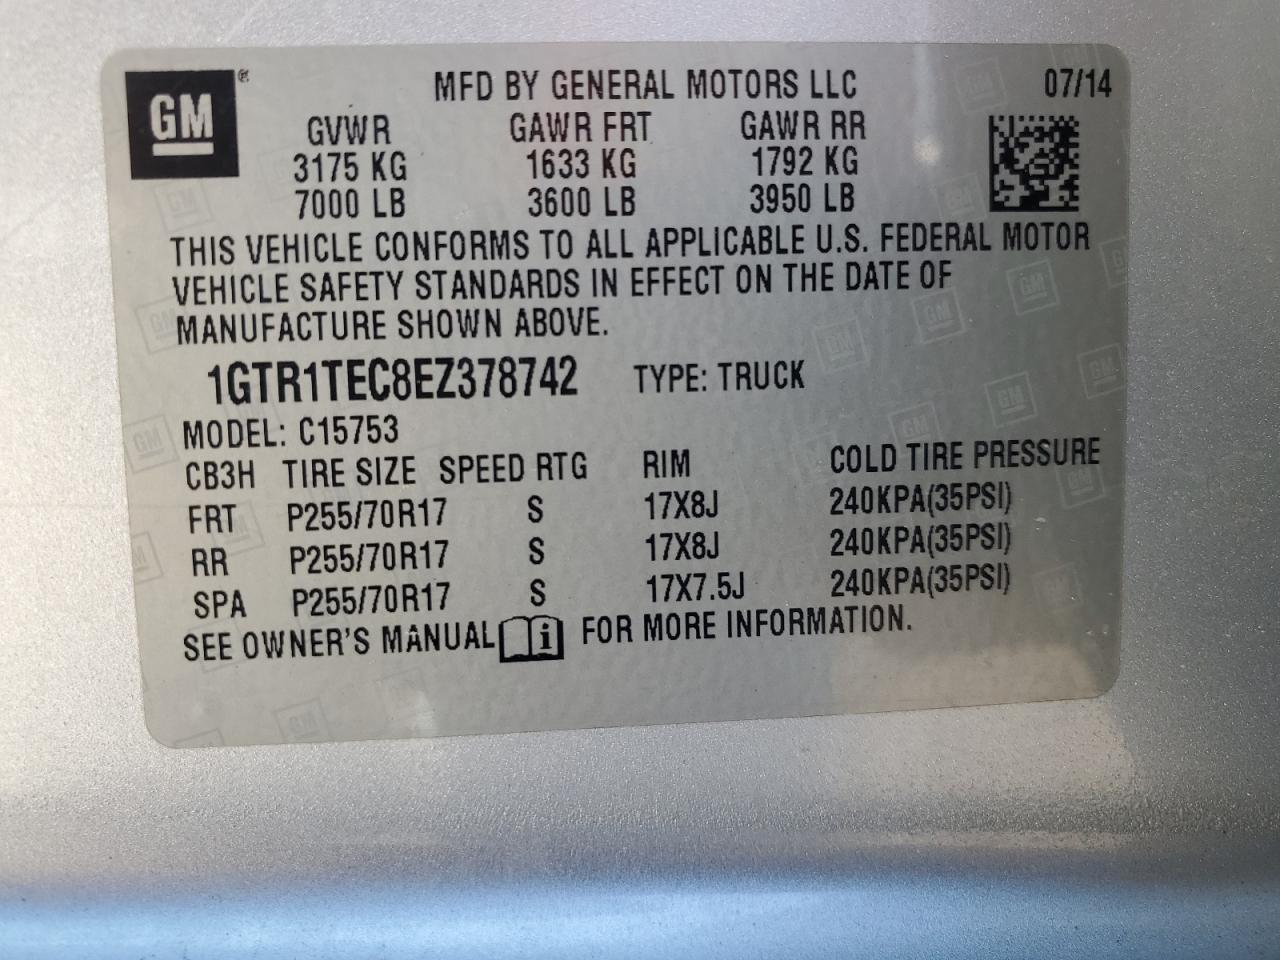 GM® MFD BY GENERAL MOTORS LLC 07/14
GVWR GAWR FRT GAWR RR
3175 KG 1633 KG 1792 KG
7000 LB 3600 LB 3950 LB
THIS VEHICLE CONFORMS TO ALL APPLICABLE U.S. FEDERAL MOTOR
VEHICLE SAFETY STANDARDS IN EFFECT ON THE DATE OF
MANUFACTURE SHOWN ABOVE.
1GTR1TEC8EZ378742 TYPE: TRUCK
MODEL: C15753
CB3H TIRE SIZE SPEED RTG RIM COLD TIRE PRESSURE
FRT P255/70R17 S 17X8J 240KPA(35PSI)
RR P255/70R17 S 17X8J 240KPA(35PSI)
SPA P255/70R17 S 17X7.5J 240KPA(35PSI)
SEE OWNER'S MANUAL i FOR MORE INFORMATION.